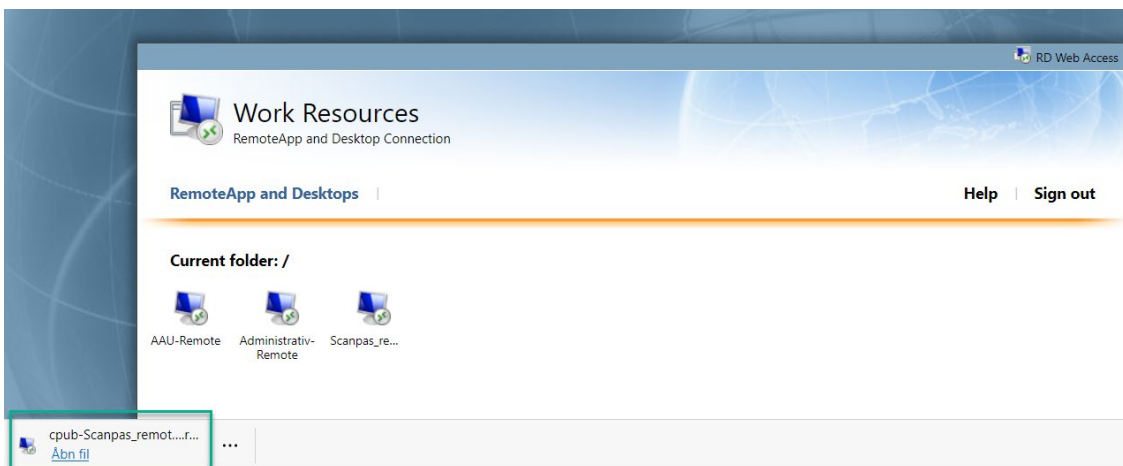 RD Web Access
Work Resources
RemoteApp and Desktop Connection
RemoteApp and Desktops
Help
Sign out
Current folder: /
AAU-Remote
Administrativ-
Remote
Scanpas_re...
cpub-Scanpas_remot....r...
Åbn fil
...